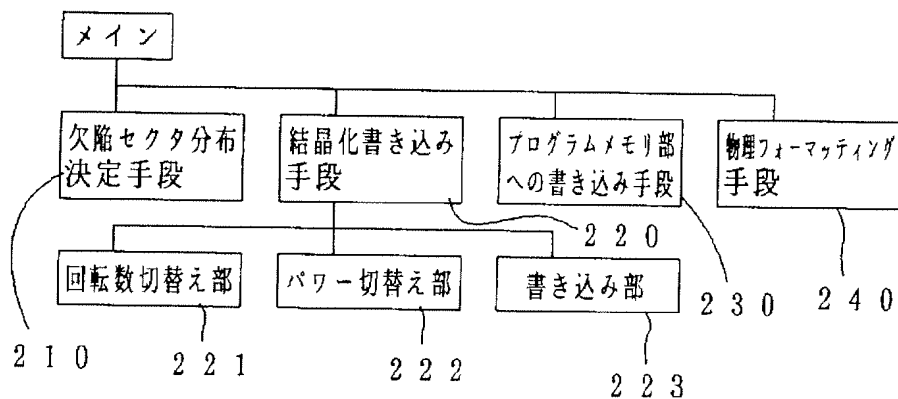 メイン
欠陥セクタ分布
決定手段
結晶化書き込み
手段
プログラムメモリ部
への書き込み手段
物理フォーマッティング
手段
220
回転数切替え部
パワー切替え部
書き込み部
230
240
210
221
222
223